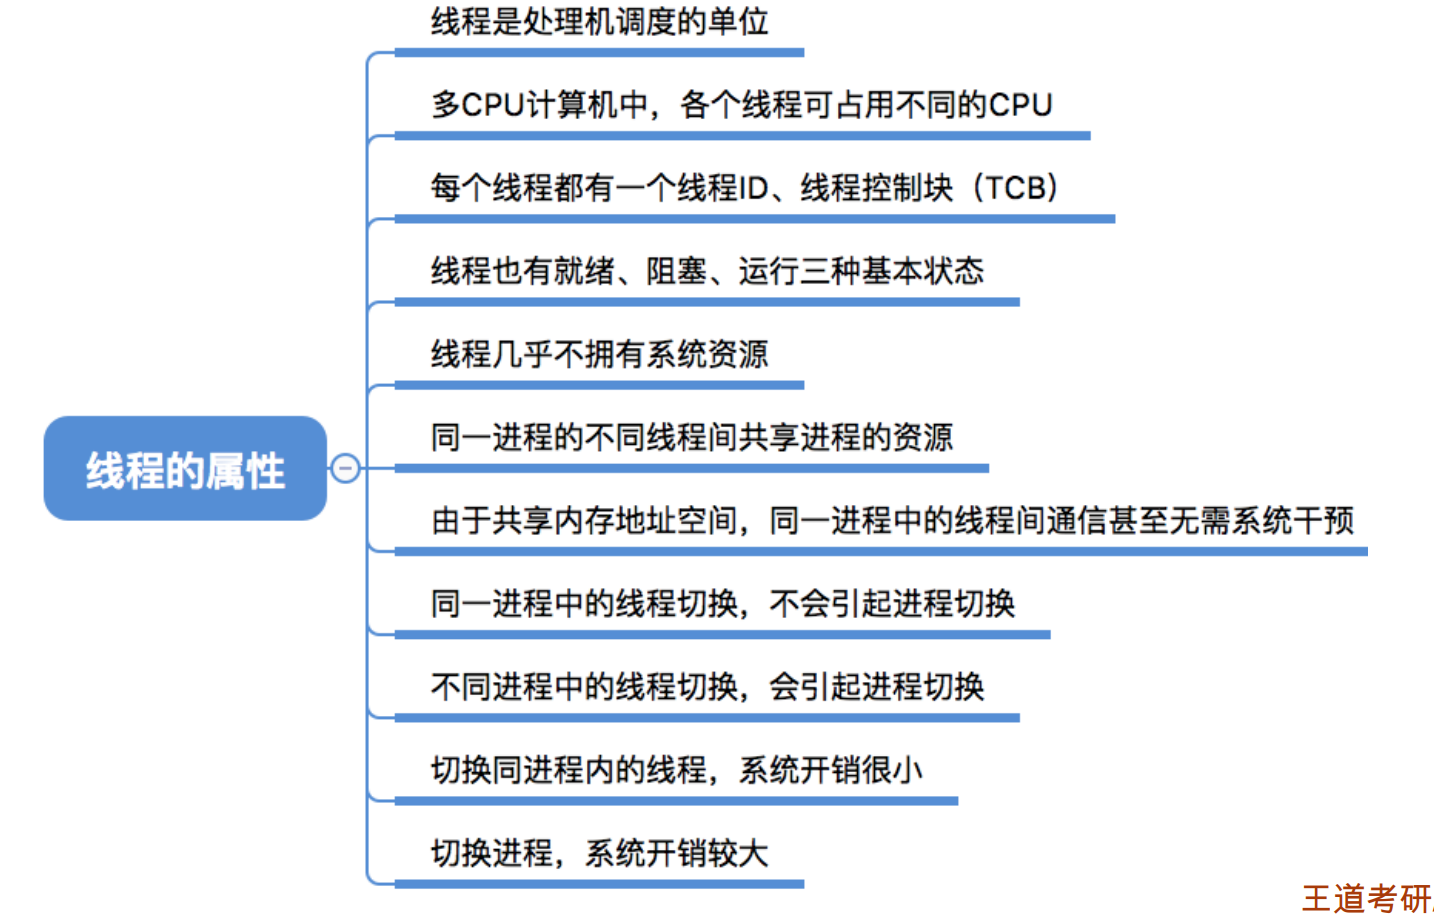 线程是处理机调度的单位
多CPU计算机中，各个线程可占用不同的CPU
每个线程都有一个线程ID、线程控制块（TCB）
线程也有就绪、阻塞、运行三种基本状态
线程几乎不拥有系统资源
同一进程的不同线程间共享进程的资源
线程的属性
由于共享内存地址空间，同一进程中的线程间通信甚至无需系统干预
同一进程中的线程切换，不会引起进程切换
不同进程中的线程切换，会引起进程切换
切换同进程内的线程，系统开销很小
切换进程，系统开销较大
王道考研